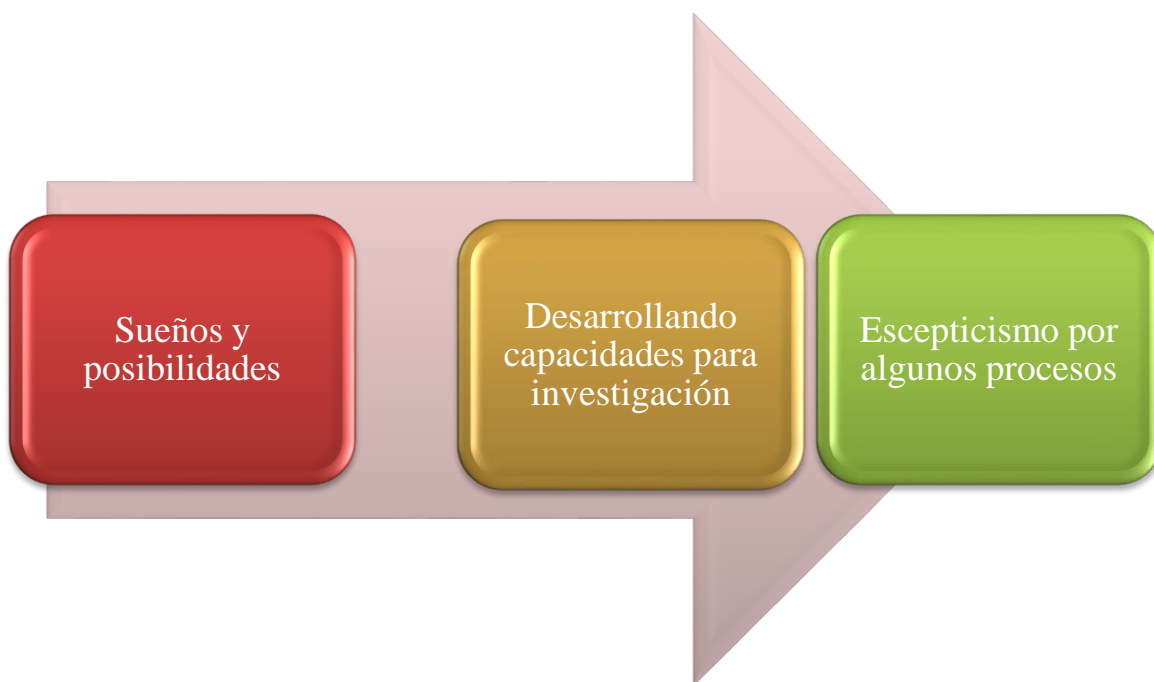 Sueños y
posibilidades
Desarrollando
capacidades para
investigación
Escepticismo por
algunos procesos